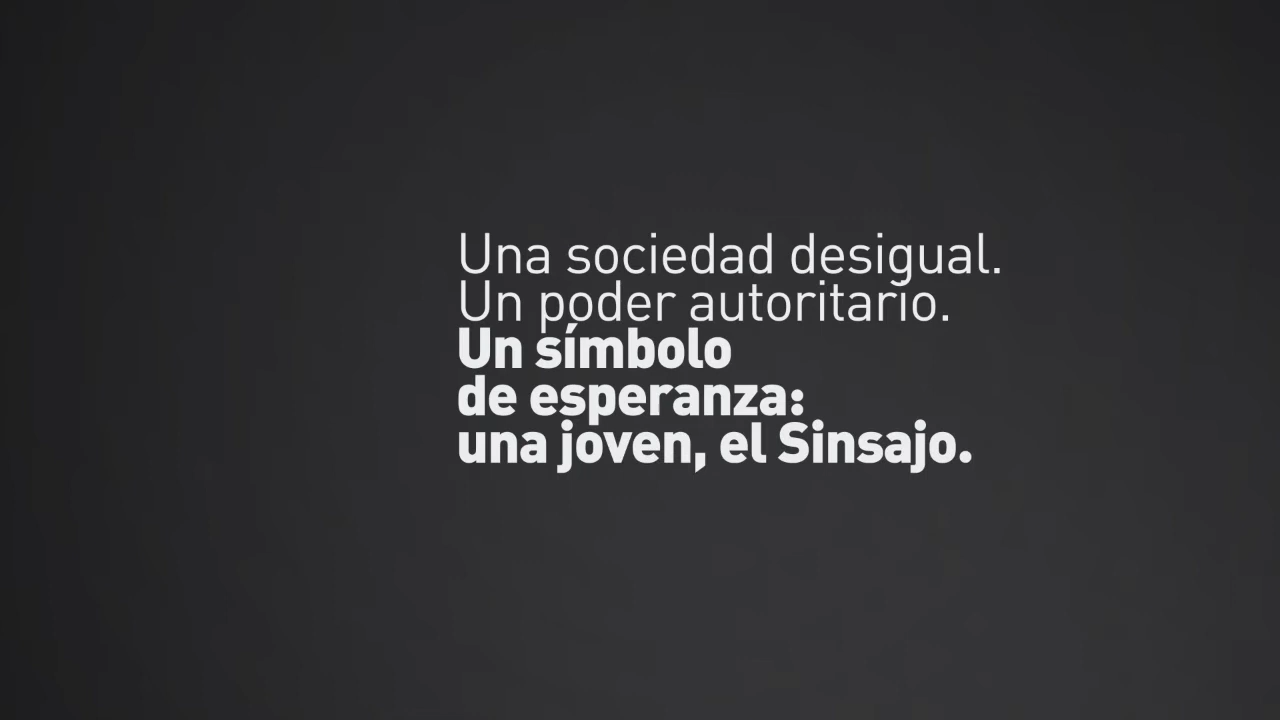 Una sociedad desigual.
Un poder autoritario.
Un símbolo
de esperanza:
una joven, el Sinsajo.